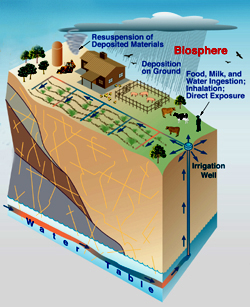 Resuspension of
Deposited Materials
Biosphere
Deposition
on Ground
Food, Milk, and
Water Ingestion;
Inhalation;
Direct Exposure
Irrigation
Well
Water Table